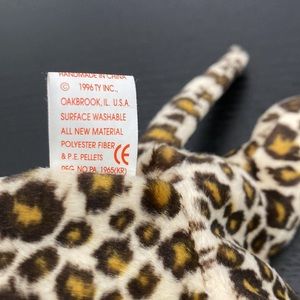 HANDMADE IN CHINA
© 1996 TY INC.,
OAKBROOK, IL. U.S.A.
SURFACE WASHABLE
ALL NEW MATERIAL
POLYESTER FIBER
& P.E. PELLETS CE
REG. NO PA. 1965(KR)